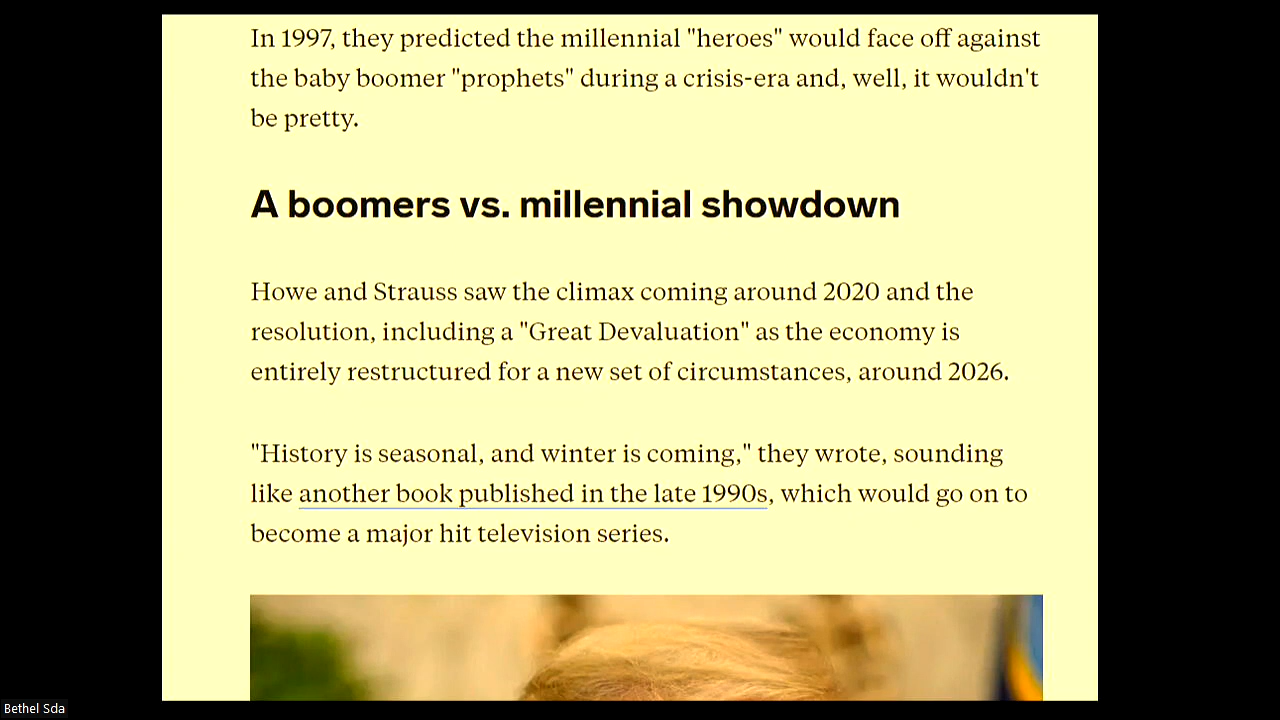 In 1997, they predicted the millennial "heroes" would face off against
the baby boomer "prophets" during a crisis-era and, well, it wouldn't
be pretty.
A boomers vs. millennial showdown
Howe and Strauss saw the climax coming around 2020 and the
resolution, including a "Great Devaluation" as the economy is
entirely restructured for a new set of circumstances, around 2026.
"History is seasonal, and winter is coming," they wrote, sounding
like another book published in the late 1990s, which would go on to
become a major hit television series.
Bethel Sda